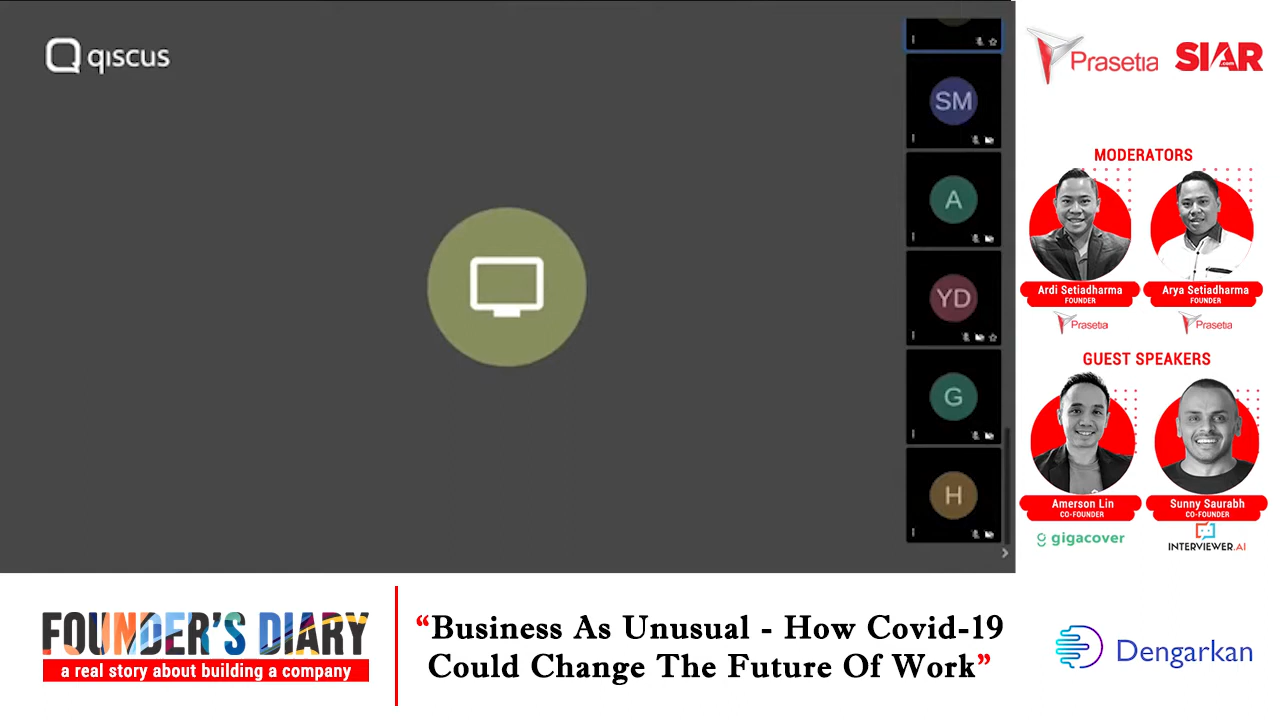 qiscus
SM
A
YD
G
H
Prasetia
SIAR
.com
MODERATORS
Ardi Setiadharma
FOUNDER
Prasetia
Arya Setiadharma
FOUNDER
Prasetia
GUEST SPEAKERS
Amerson Lin
CO-FOUNDER
gigacover
Sunny Saurabh
CO-FOUNDER
INTERVIEWER.AI
FOUNDER'S DIARY
a real story about building a company
“Business As Unusual - How Covid-19
Could Change The Future Of Work”
Dengarkan